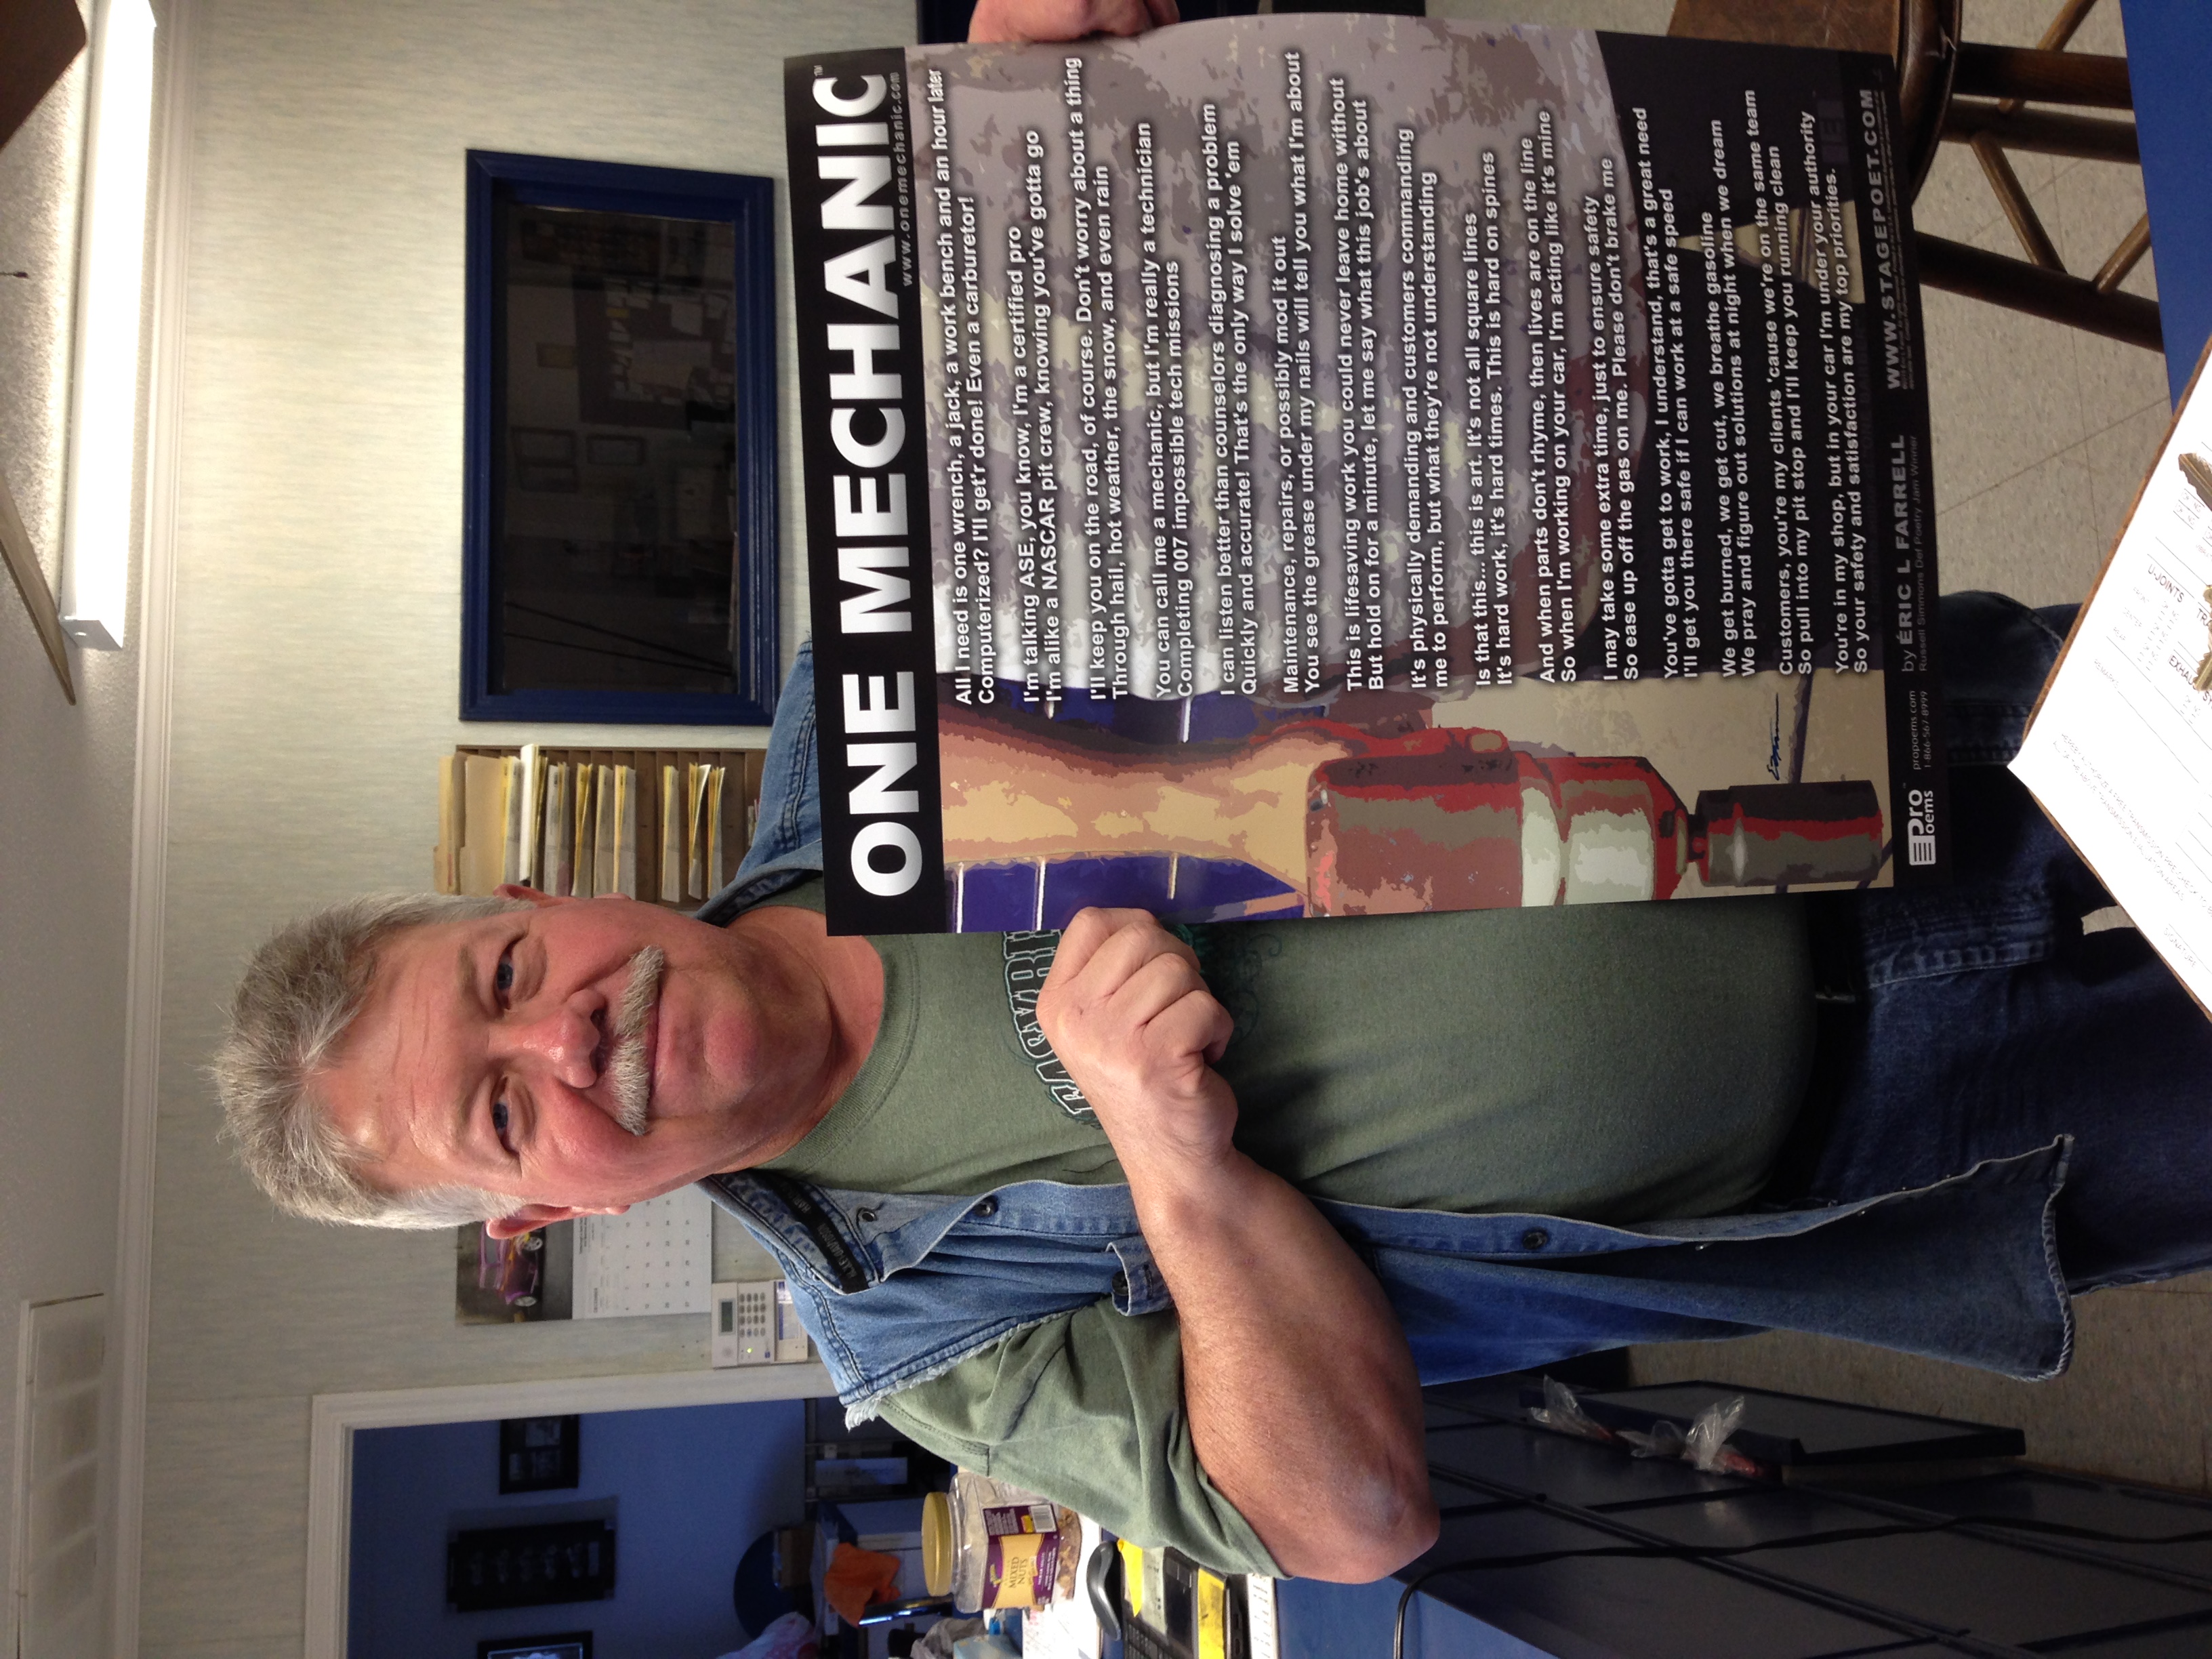 ONE MECHANIC™
www.onemechanic.com
All I need is one wrench, a jack, a work bench and an hour later
Computerized? I'll get'r done! Even a carburetor!
I'm talking ASE, you know, I'm a certified pro
I'm alike a NASCAR pit crew, knowing you've gotta go
I'll keep you on the road, of course. Don't worry about a thing
Through hail, hot weather, the snow, and even rain
You can call me a mechanic, but I'm really a technician
Completing 007 impossible tech missions
I can listen better than counselors diagnosing a problem
Quickly and accurate! That's the only way I solve 'em
Maintenance, repairs, or possibly mod it out
You see the grease under my nails will tell you what I'm about
This is lifesaving work you could never leave home without
But hold on for a minute, let me say what this job's about
It's physically demanding and customers commanding
me to perform, but what they're not understanding
Is that this... this is art. It's not all square lines
It's hard work, it's hard times. This is hard on spines
And when parts don't rhyme, then lives are on the line
So when I'm working on your car, I'm acting like it's mine
I may take some extra time, just to ensure safety
So ease up off the gas on me. Please don't brake me
You've gotta get to work, I understand, that's a great need
I'll get you there safe if I can work at a safe speed
We get burned, we get cut, we breathe gasoline
We pray and figure out solutions at night when we dream
Customers, you're my clients 'cause we're on the same team
So pull into my pit stop and I'll keep you running clean
You're in my shop, but in your car I'm under your authority
So your safety and satisfaction are my top priorities.
Pro
oems
propoems.com
1-866-567-8999
by ÉRIC L FARRELL
Russell Simmons Def Poetry Jam Winner
WWW.STAGEPOET.COM
MIXED
NUTS
U-JOINTS